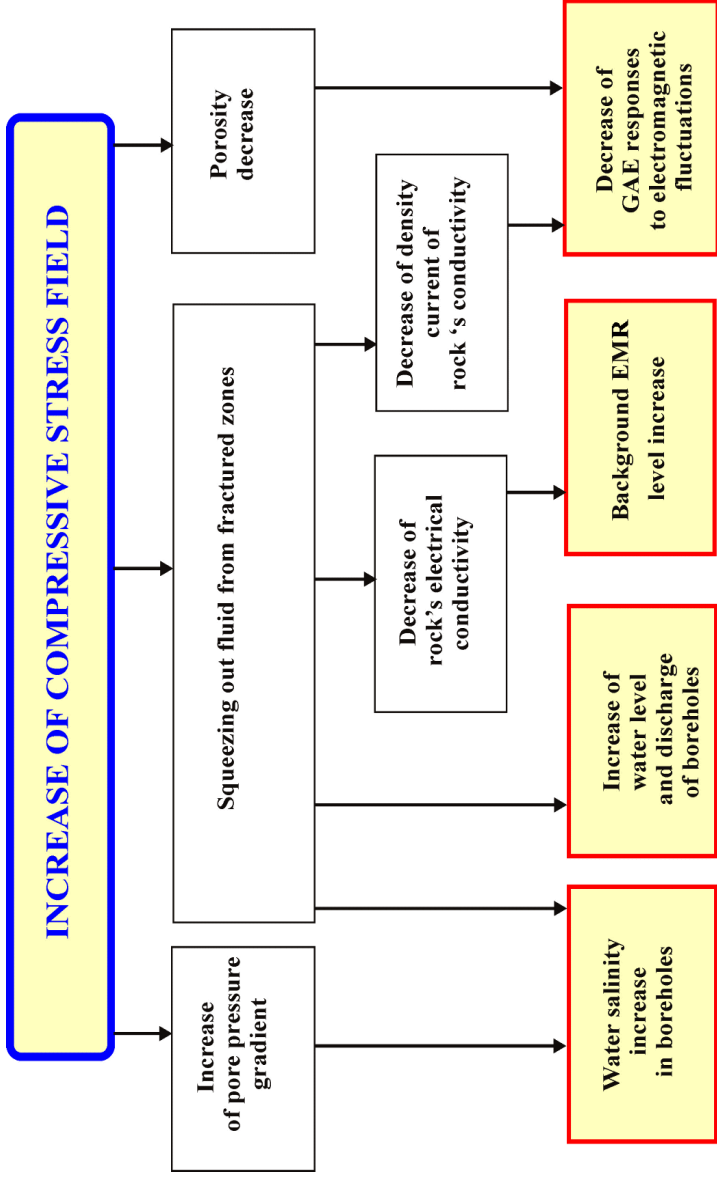 INCREASE OF COMPRESSIVE STRESS FIELD
Increase
of pore pressure
gradient
Squeezing out fluid from fractured zones
Porosity
decrease
Decrease of
rock’s electrical
conductivity
Decrease of density
current of
rock ‘s conductivity
Water salinity
increase
in boreholes
Increase of
water level
and discharge
of boreholes
Background EMR
level increase
Decrease of
GAE responses
to electromagnetic
fluctuations